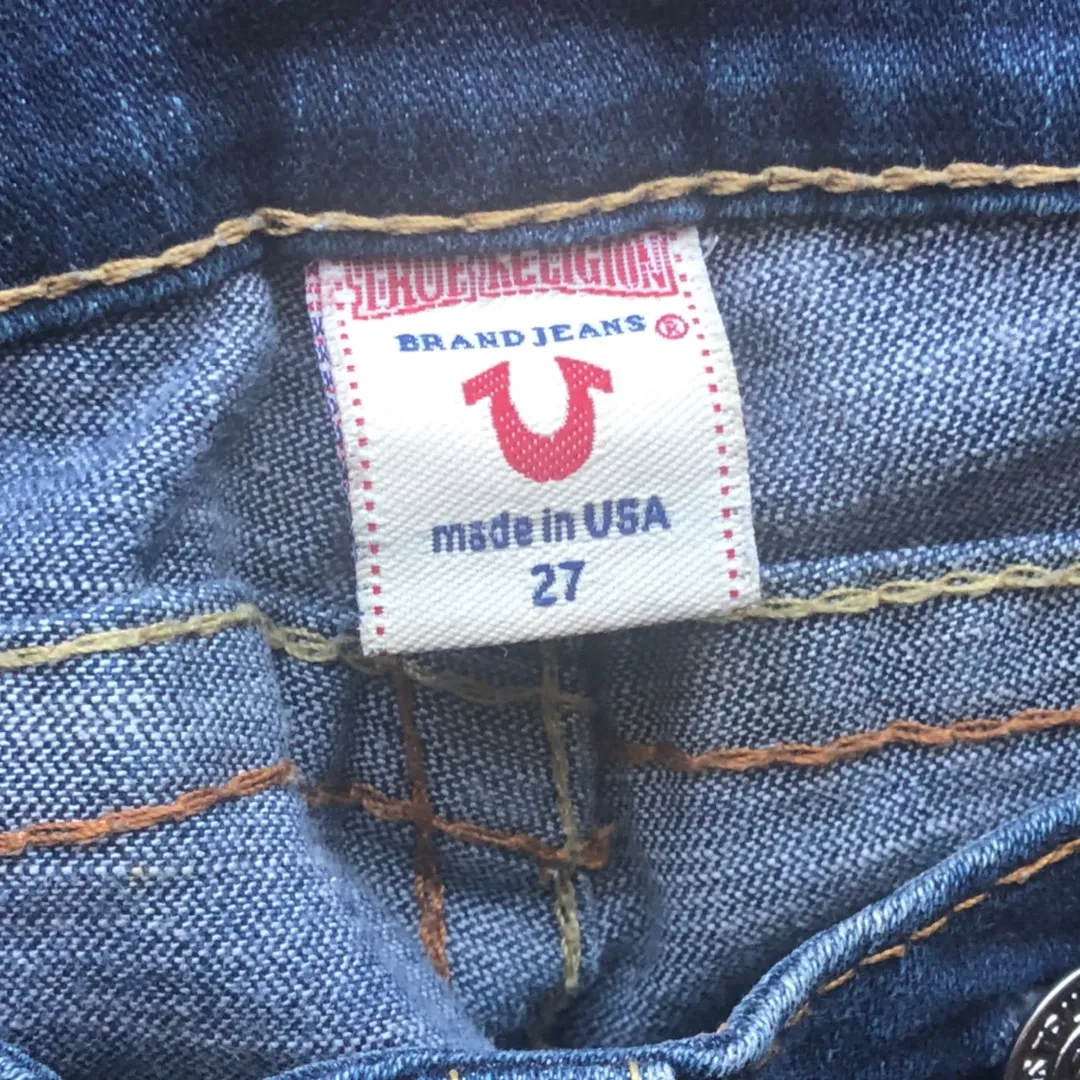 TRUE RELIGION
BRAND JEANS ®
made in USA
27